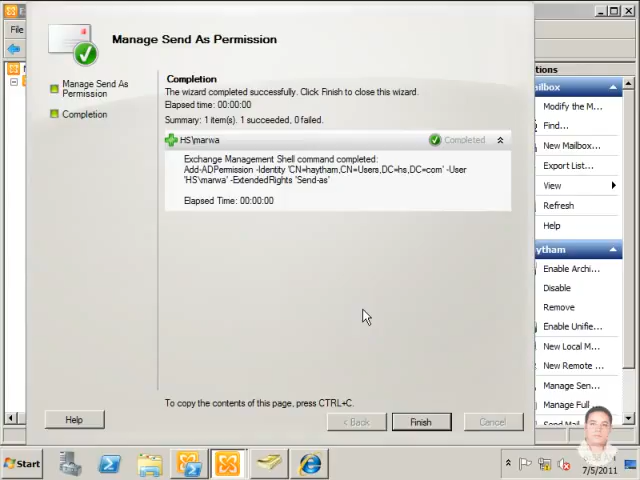 File
Manage Send As Permission
Manage Send As
Permission
Completion
Completion
The wizard completed successfully. Click Finish to close this wizard.
Elapsed time: 00:00:00
Summary: 1 item(s). 1 succeeded, 0 failed.
HS\marwa
Completed
Exchange Management Shell command completed:
Add-ADPermission -Identity 'CN=haytham,CN=Users,DC=hs,DC=com' -User
'HS\marwa' -ExtendedRights 'Send-as'
Elapsed Time: 00:00:00
To copy the contents of this page, press CTRL+C.
Help
< Back
Finish
Cancel
tions
ilbox
Modify the M...
Find...
New Mailbox...
Export List...
View
Refresh
Help
ytham
Enable Archi...
Disable
Remove
Enable Unifie...
New Local M...
New Remote ...
Manage Sen...
Manage Full ...
Send Mail
Start
7/5/2011